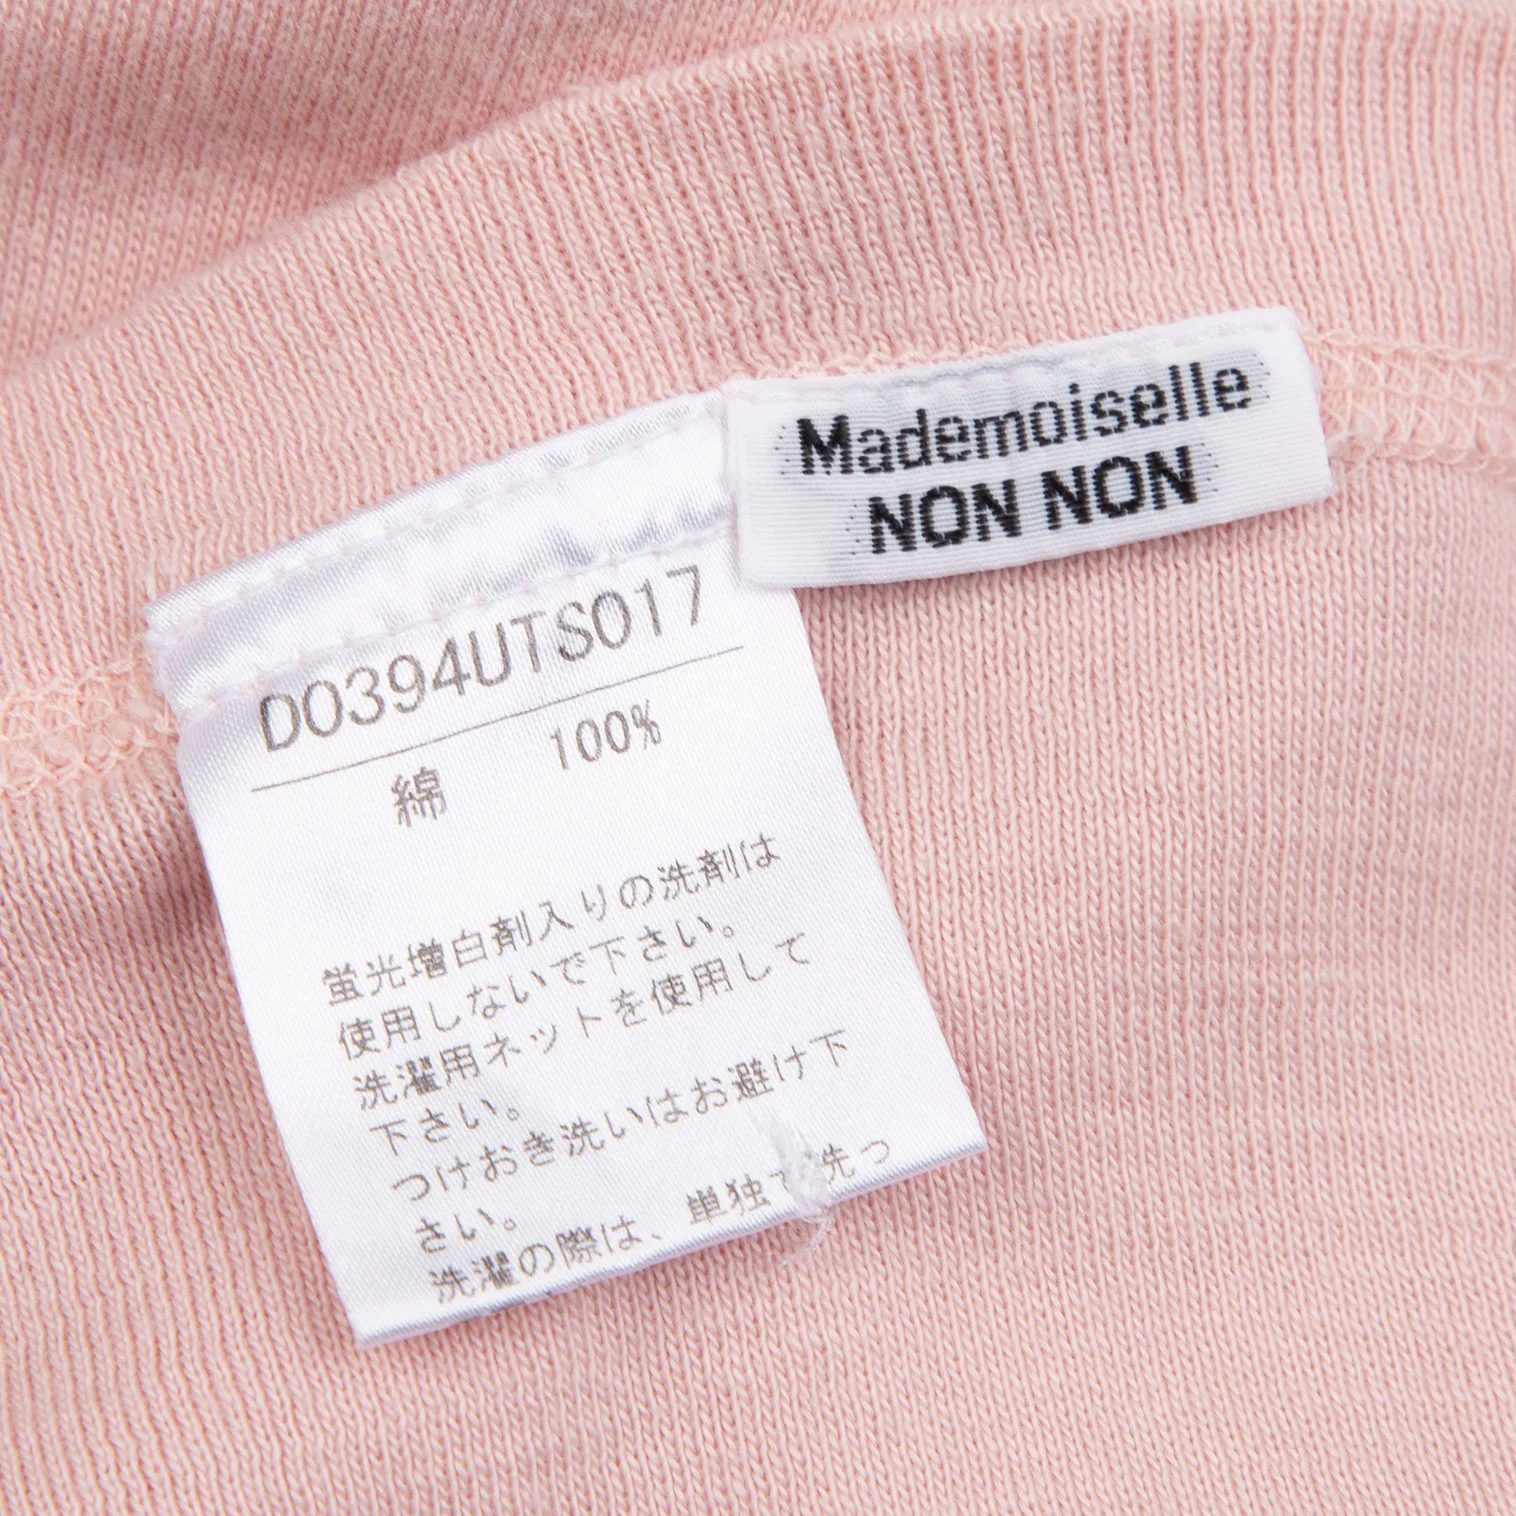 Mademoiselle
NON NON
D0394UTS017
綿 100%
蛍光増白剤入りの洗剤は
使用しないで下さい。
洗濯用ネットを使用して
下さい。
つけおき洗いはお避け下
さい。
洗濯の際は、単独で洗っ